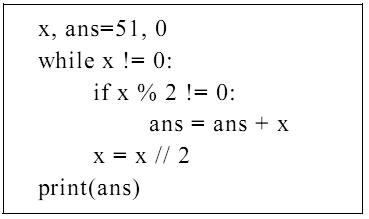 x, ans=51, 0
while x != 0:
if x % 2 != 0:
ans = ans + x
x = x // 2
print(ans)